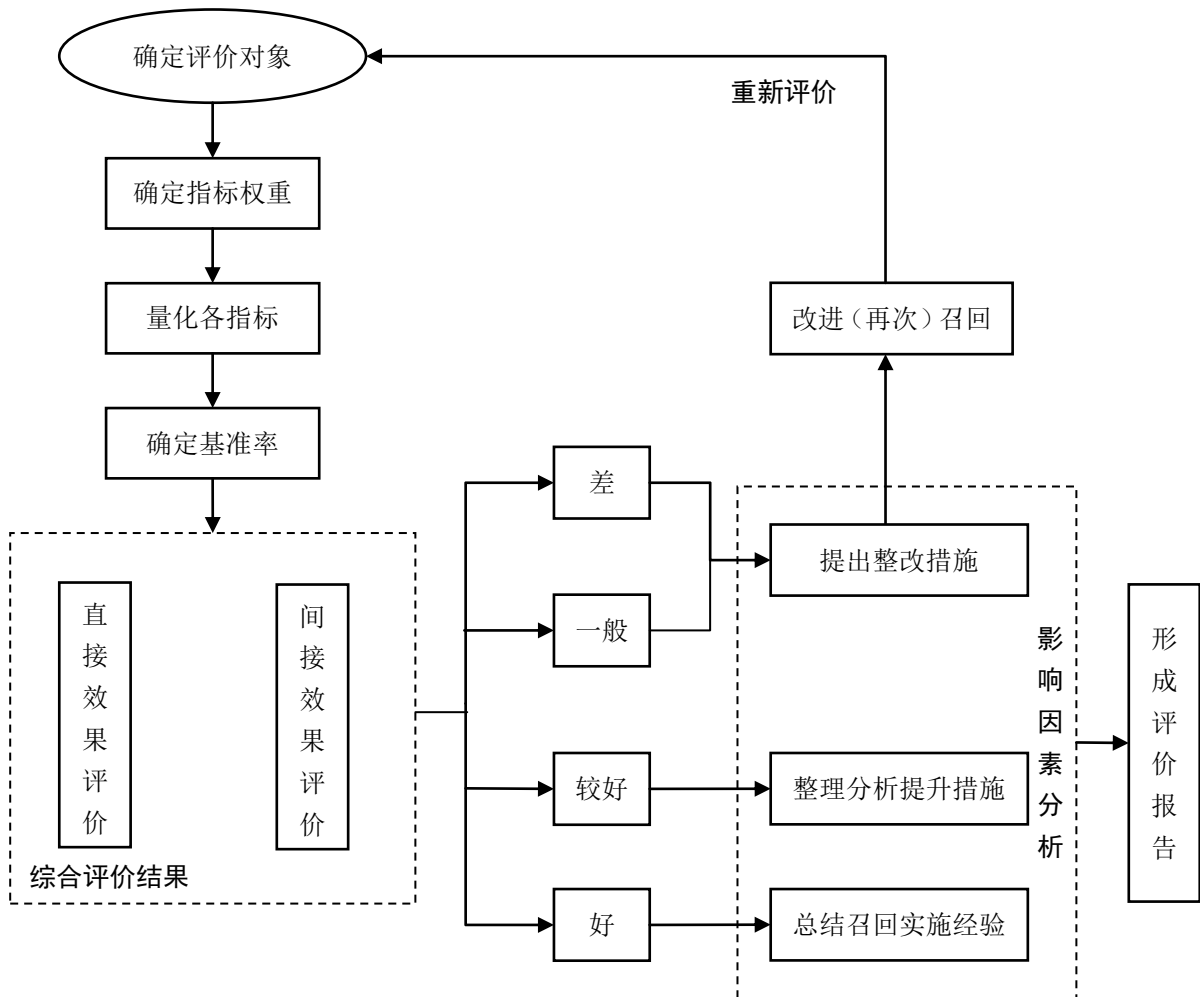 确定评价对象
重新评价
确定指标权重
量化各指标
改进（再次）召回
确定基准率
差
提出整改措施
一般
直接效果评价
间接效果评价
影响因素分析
形成评价报告
较好
整理分析提升措施
综合评价结果
好
总结召回实施经验